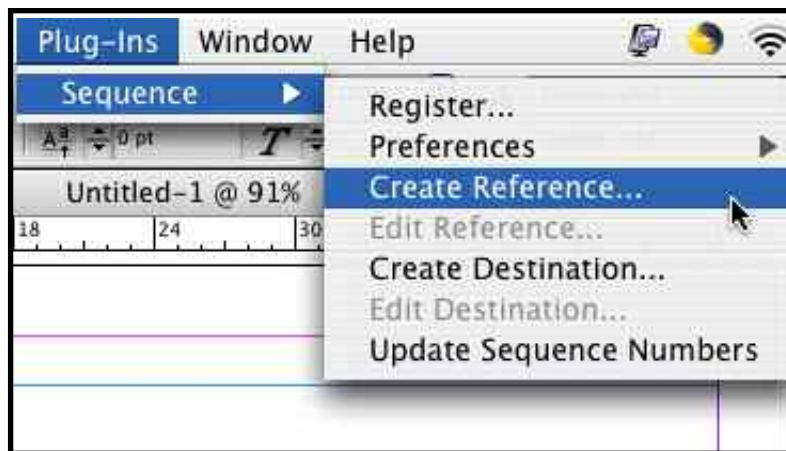 Plug-Ins Window Help
Sequence
Register...
Preferences
Create Reference...
Edit Reference...
Create Destination...
Edit Destination...
Update Sequence Numbers
0 pt
T
Untitled-1 @ 91%
18 24 30